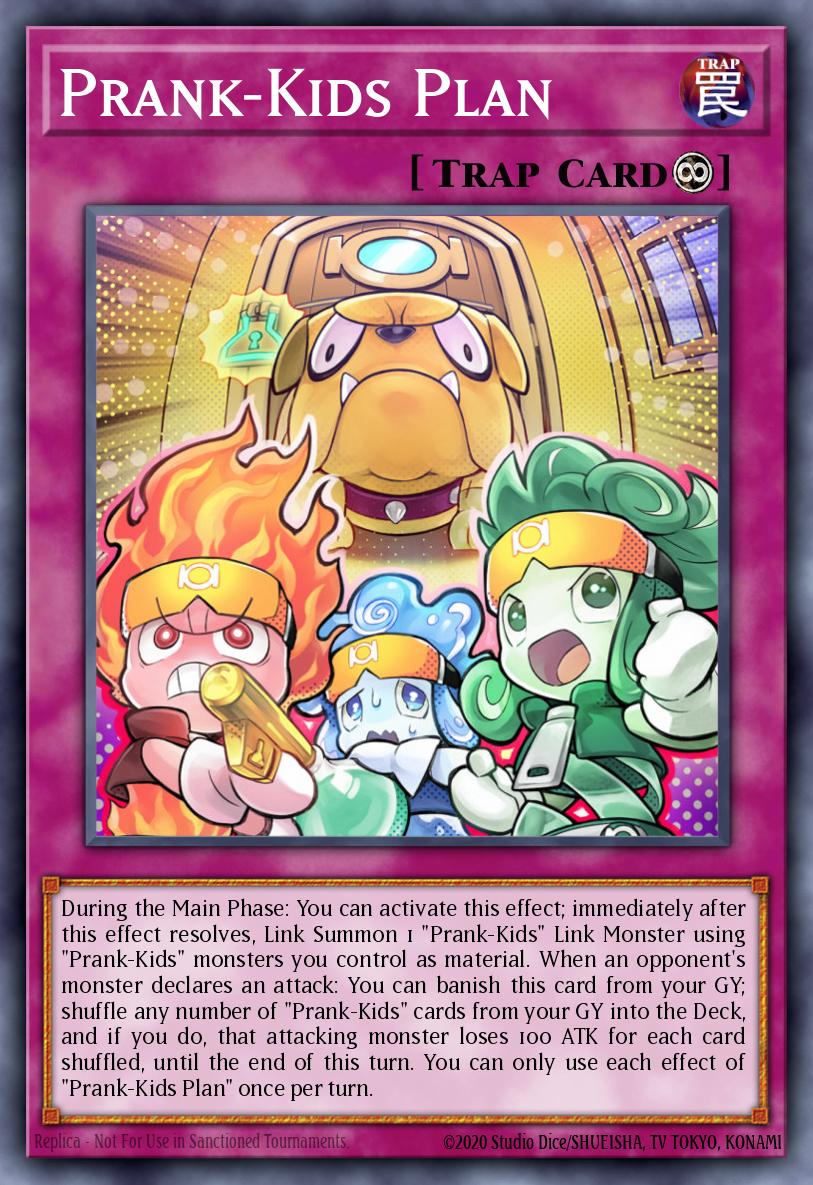 Prank-Kids Plan
TRAP
罠
[Trap Card∞]
During the Main Phase: You can activate this effect; immediately after
this effect resolves, Link Summon 1 "Prank-Kids" Link Monster using
"Prank-Kids" monsters you control as material. When an opponent's
monster declares an attack: You can banish this card from your GY;
shuffle any number of "Prank-Kids" cards from your GY into the Deck,
and if you do, that attacking monster loses 100 ATK for each card
shuffled, until the end of this turn. You can only use each effect of
"Prank-Kids Plan" once per turn.
Replica - Not For Use in Sanctioned Tournaments.
©2020 Studio Dice/SHUEISHA, TV TOKYO, KONAMI